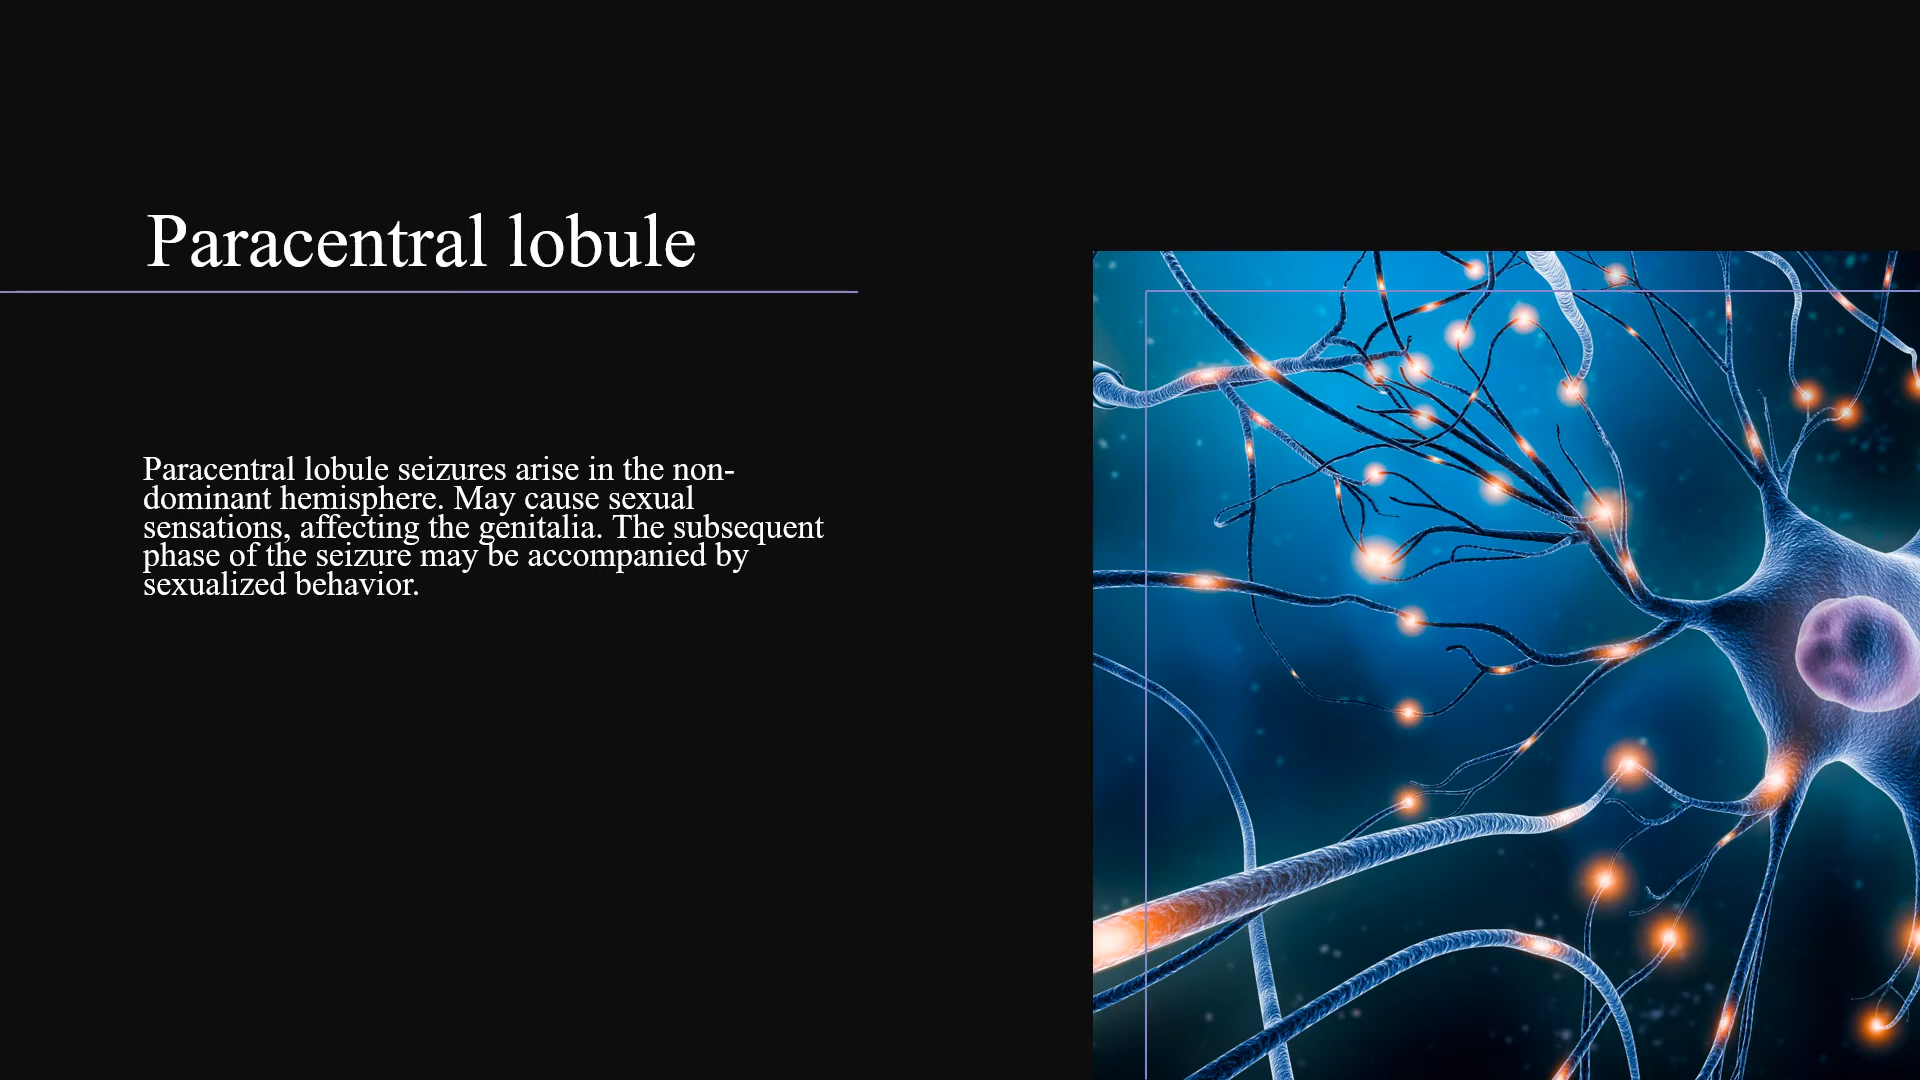 Paracentral lobule
Paracentral lobule seizures arise in the non-
dominant hemisphere. May cause sexual
sensations, affecting the genitalia. The subsequent
phase of the seizure may be accompanied by
sexualized behavior.